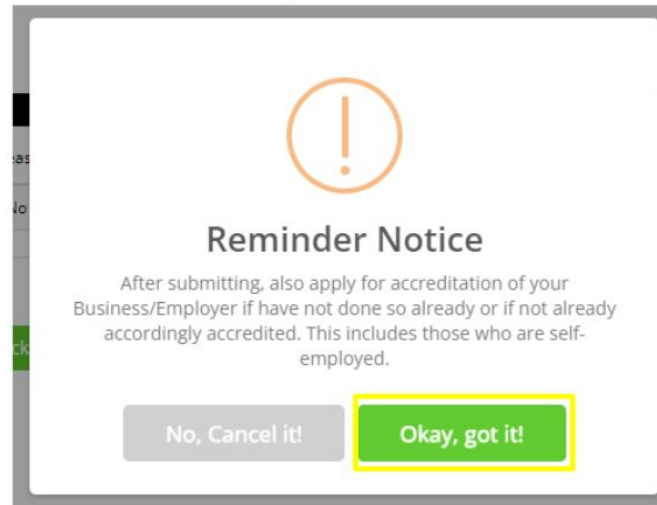 Reminder Notice
After submitting, also apply for accreditation of your
Business/Employer if have not done so already or if not already
accordingly accredited. This includes those who are self-
employed.
No, Cancel it!
Okay, got it!